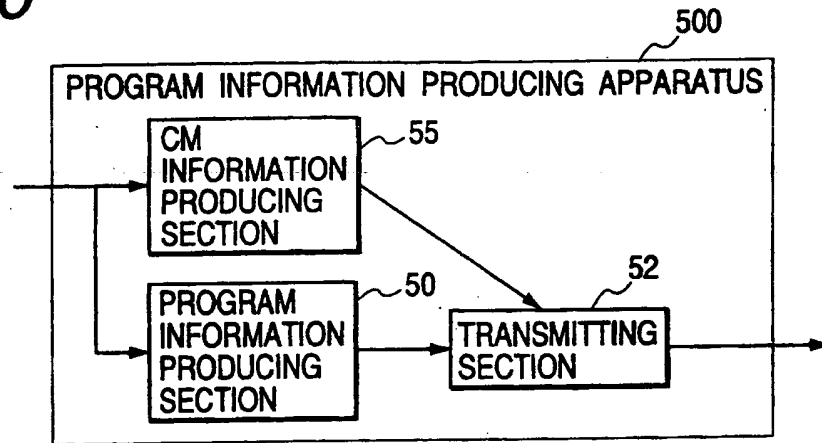 500
PROGRAM INFORMATION PRODUCING APPARATUS
CM
INFORMATION
PRODUCING
SECTION
55
PROGRAM
INFORMATION
PRODUCING
SECTION
50
TRANSMITTING
SECTION
52